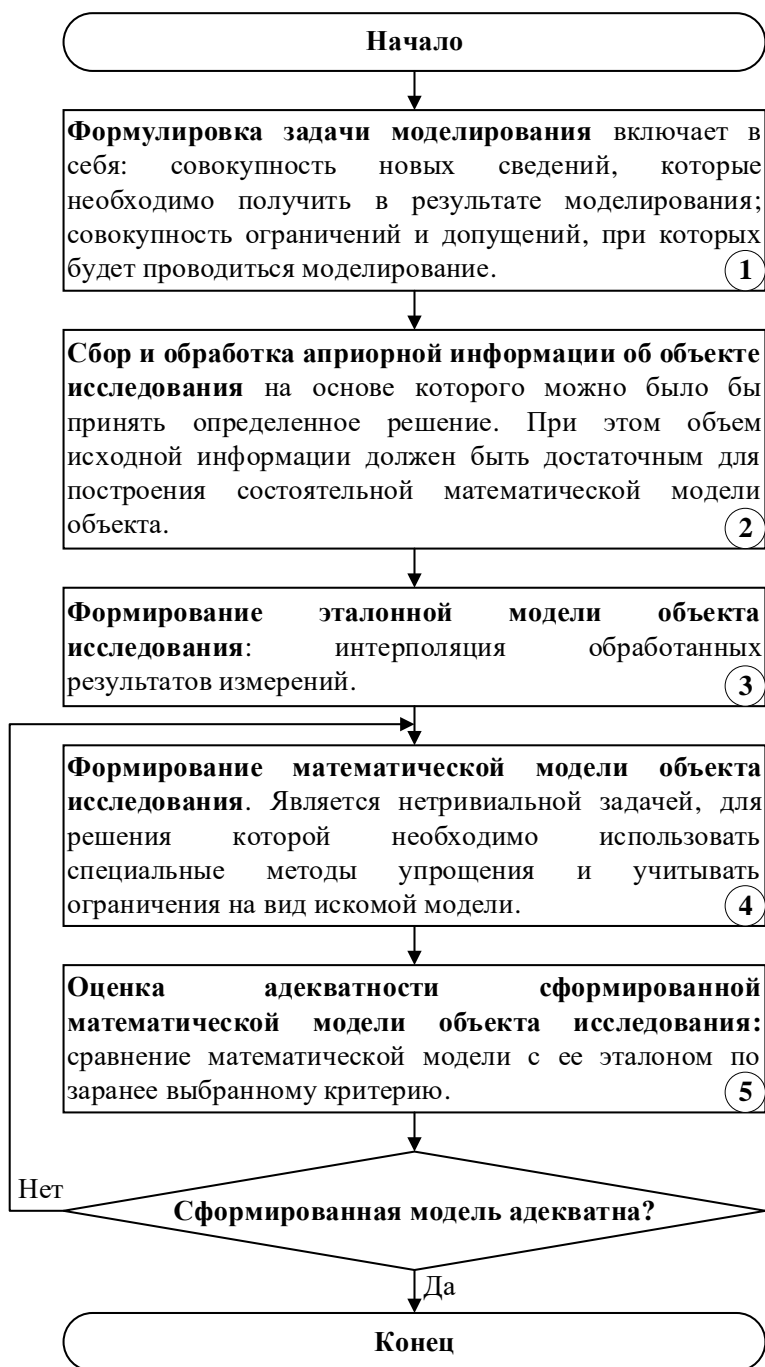 Начало
Формулировка задачи моделирования включает в
себя: совокупность новых сведений, которые
необходимо получить в результате моделирования;
совокупность ограничений и допущений, при которых
будет проводиться моделирование.
1
Сбор и обработка априорной информации об объекте
исследования на основе которого можно было бы
принять определенное решение. При этом объем
исходной информации должен быть достаточным для
построения состоятельной математической модели
объекта.
2
Формирование эталонной модели объекта
исследования: интерполяция обработанных
результатов измерений.
3
Формирование математической модели объекта
исследования. Является нетривиальной задачей, для
решения которой необходимо использовать
специальные методы упрощения и учитывать
ограничения на вид искомой модели.
4
Оценка адекватности сформированной
математической модели объекта исследования:
сравнение математической модели с ее эталоном по
заранее выбранному критерию.
5
Нет
Сформированная модель адекватна?
Да
Конец